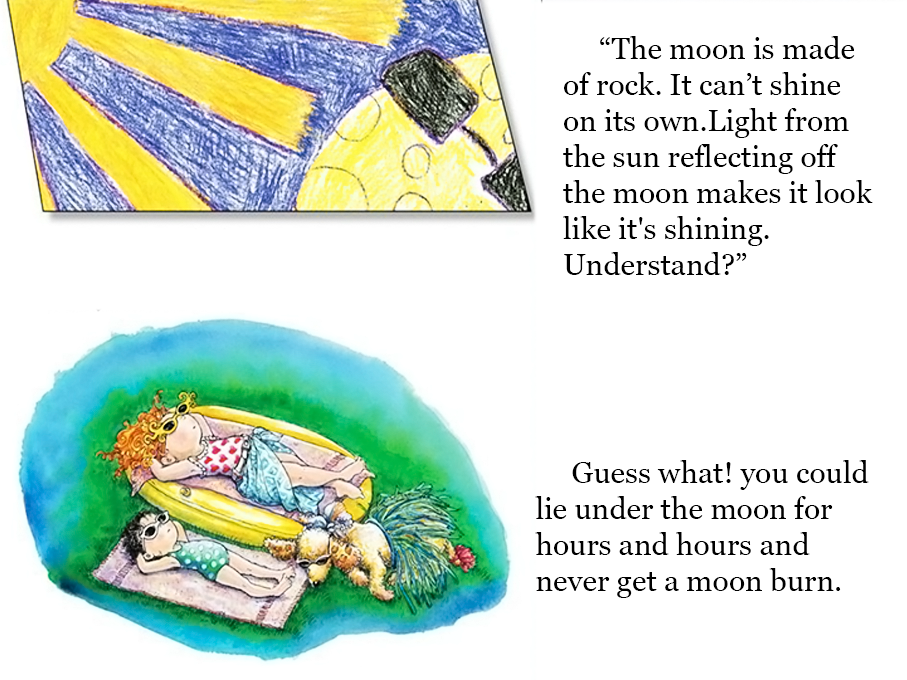 “The moon is made
of rock. It can’t shine
on its own.Light from
the sun reflecting off
the moon makes it look
like it's shining.
Understand?”
Guess what! you could
lie under the moon for
hours and hours and
never get a moon burn.